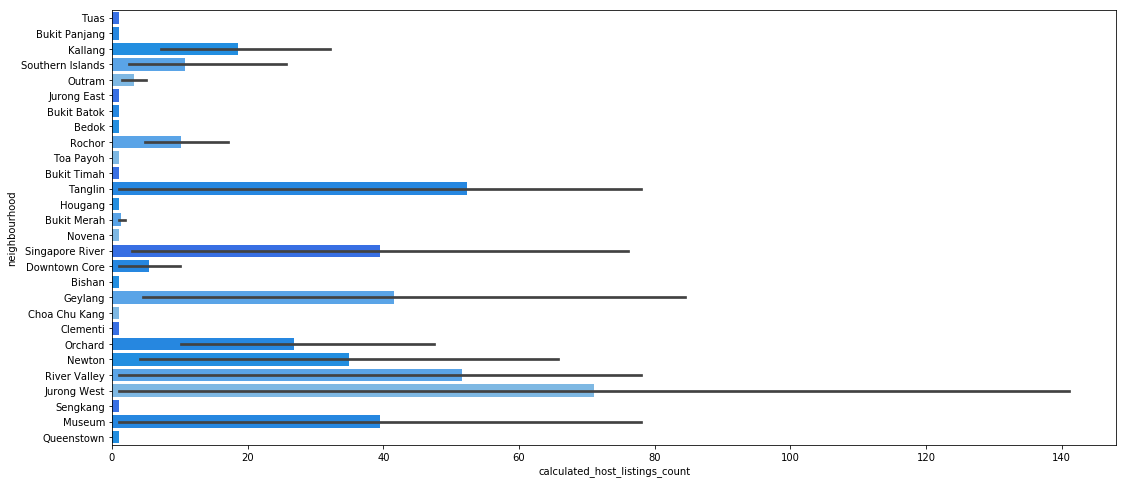 Tuas
Bukit Panjang
Kallang
Southern Islands
Outram
Jurong East
Bukit Batok
Bedok
Rochor
Toa Payoh
Bukit Timah
Tanglin
Hougang
Bukit Merah
Novena
Singapore River
Downtown Core
Bishan
Geylang
Choa Chu Kang
Clementi
Orchard
Newton
River Valley
Jurong West
Sengkang
Museum
Queenstown
neighbourhood
0 20 40 60 80 100 120 140
calculated_host_listings_count